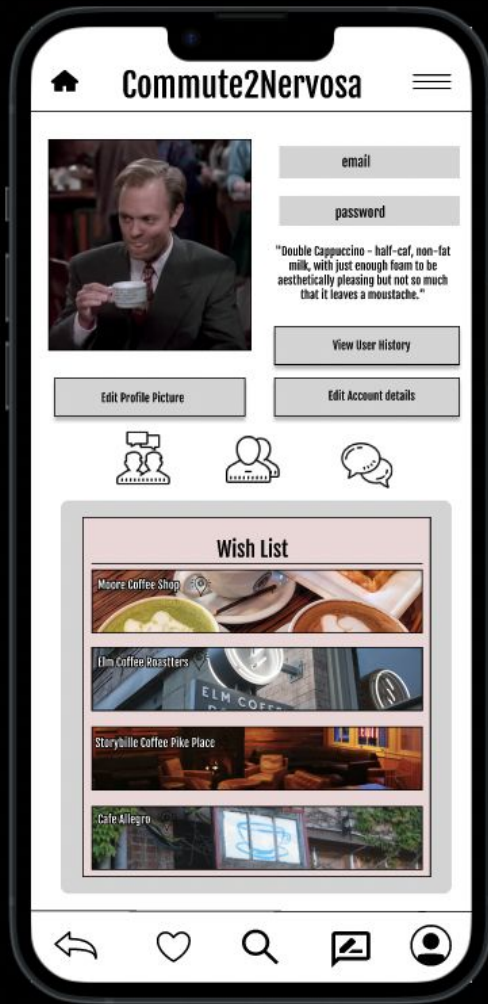 Commute2Nervosa
email
password
"Double Cappuccino - half-caf, non-fat
milk, with just enough foam to be
aesthetically pleasing but not so much
that it leaves a moustache."
View User History
Edit Profile Picture
Edit Account details
Wish List
Moore Coffee Shop
Elm Coffee Roastters
ELM COFFE
Storybille Coffee Pike Place
Cafe Allegro